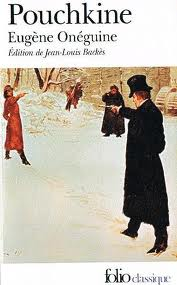 Pouchkine
Eugène Onéguine
Édition de Jean-Louis Backès
folio classique